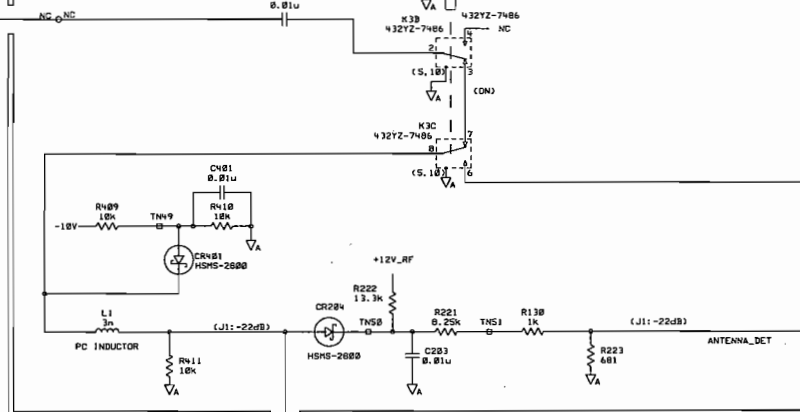 0.01u
NC NC
K3B
432YZ-7486
432YZ-7486
4
NC
2
(5,10)
3
A
(ON)
K3C
432YZ-7486
7
8
(5,10)
6
A
C401
0.01u
R409
10k
TN49
R410
10k
-10V
A
CR401
HSMS-2800
+12V_RF
R222
13.3k
L1
3n
PC INDUCTOR
(J1:-22dB)
CR204
HSMS-2800
TN50
R221
8.25k
TN51
R130
1k
(J1:-22dB)
ANTENNA_DET
R411
10k
A
C203
0.01u
A
R223
681
A